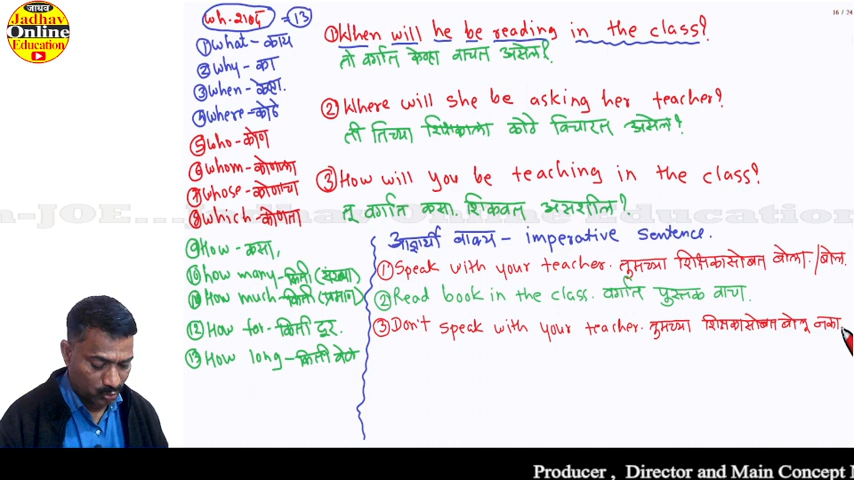 जाधव
Jadhav
Online
Education
16 / 24
wh. शब्द = 13
① what - काय
② why - का
③ when - केव्हा.
④ where - कोठे
⑤ who - कोण
⑥ whom - कोणाला
⑦ whose - कोणाचा
⑧ which - कोणता
⑨ How - कसा,
⑩ how many - किती (संख्या)
⑪ How much - किती (प्रमाण)
⑫ How far - किती दूर.
⑬ How long - किती वेळ
① When will he be reading in the class?
तो वर्गात केव्हा वाचत असेल?
② Where will she be asking her teacher?
ती तिच्या शिक्षकाला कोठे विचारत असेल?
③ How will you be teaching in the class?
तू वर्गात कसा शिकवत असशील?
आज्ञार्थी वाक्य - imperative sentence.
① Speak with your teacher. तुमच्या शिक्षकासोबत बोला./बोल.
② Read book in the class. वर्गात पुस्तक वाचा.
③ Don't speak with your teacher. तुमच्या शिक्षकासोबत बोलू नका
Jadhav Online Education
Producer , Director and Main Concept